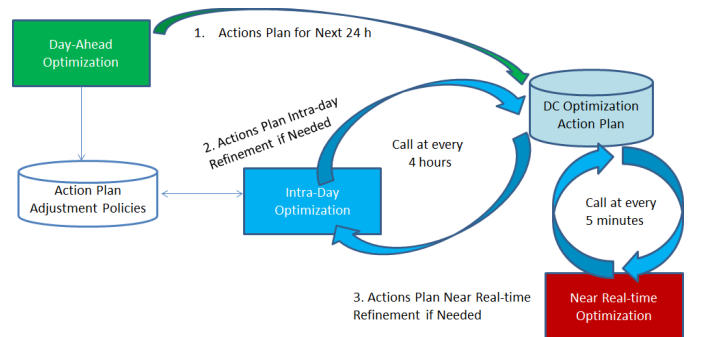 Day-Ahead
Optimization
1. Actions Plan for Next 24 h
2. Actions Plan Intra-day
Refinement if Needed
Call at every
4 hours
DC Optimization
Action Plan
Action Plan
Adjustment Policies
Intra-Day
Optimization
Call at every
5 minutes
3. Actions Plan Near Real-time
Refinement if Needed
Near Real-time
Optimization